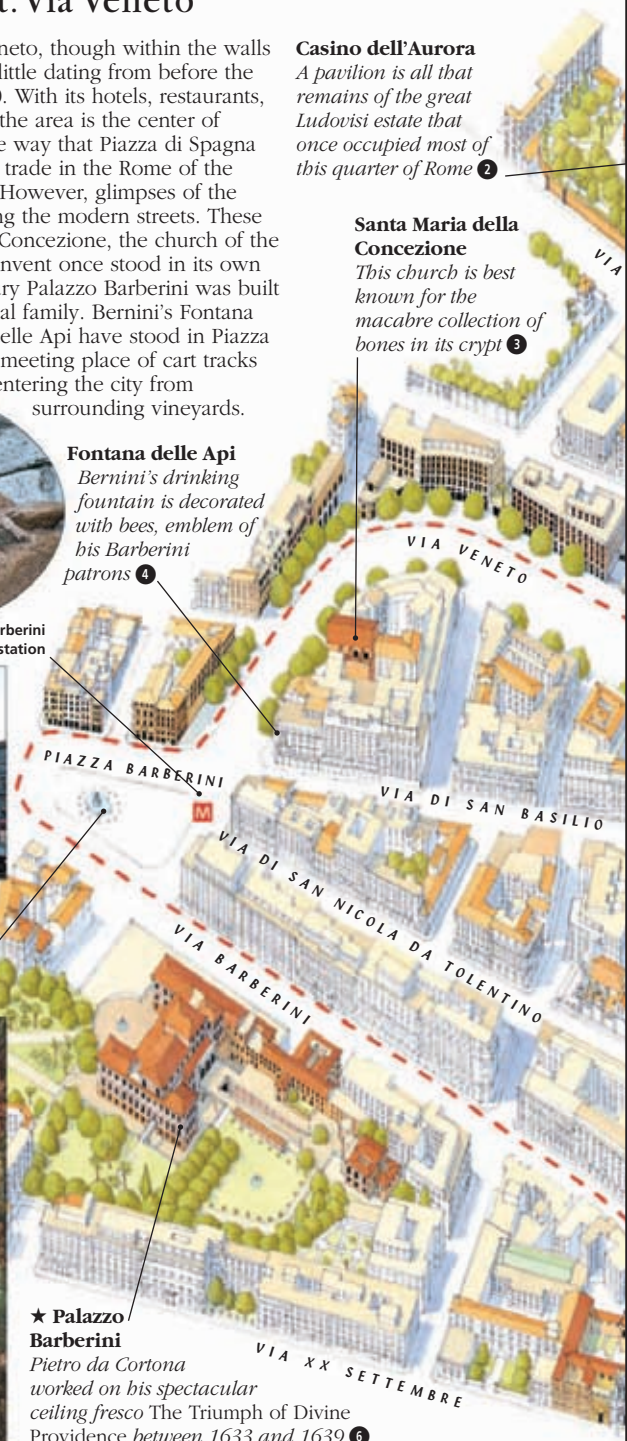 t: Via Veneto
neto, though within the walls
little dating from before the
. With its hotels, restaurants,
the area is the center of
e way that Piazza di Spagna
trade in the Rome of the
However, glimpses of the
ng the modern streets. These
Concezione, the church of the
nvent once stood in its own
ry Palazzo Barberini was built
al family. Bernini's Fontana
elle Api have stood in Piazza
meeting place of cart tracks
entering the city from
surrounding vineyards.
Casino dell'Aurora
A pavilion is all that
remains of the great
Ludovisi estate that
once occupied most of
this quarter of Rome 2
VIA
Santa Maria della
Concezione
This church is best
known for the
macabre collection of
bones in its crypt 3
Fontana delle Api
Bernini's drinking
fountain is decorated
with bees, emblem of
his Barberini
patrons 4
VIA VENETO
rberini
station
PIAZZA BARBERINI
M
VIA DI SAN BASILIO
VIA DI SAN NICOLA DA TOLENTINO
VIA BARBERINI
★ Palazzo
Barberini
Pietro da Cortona
worked on his spectacular
ceiling fresco The Triumph of Divine
Providence between 1633 and 1639 6
VIA XX SETTEMBRE